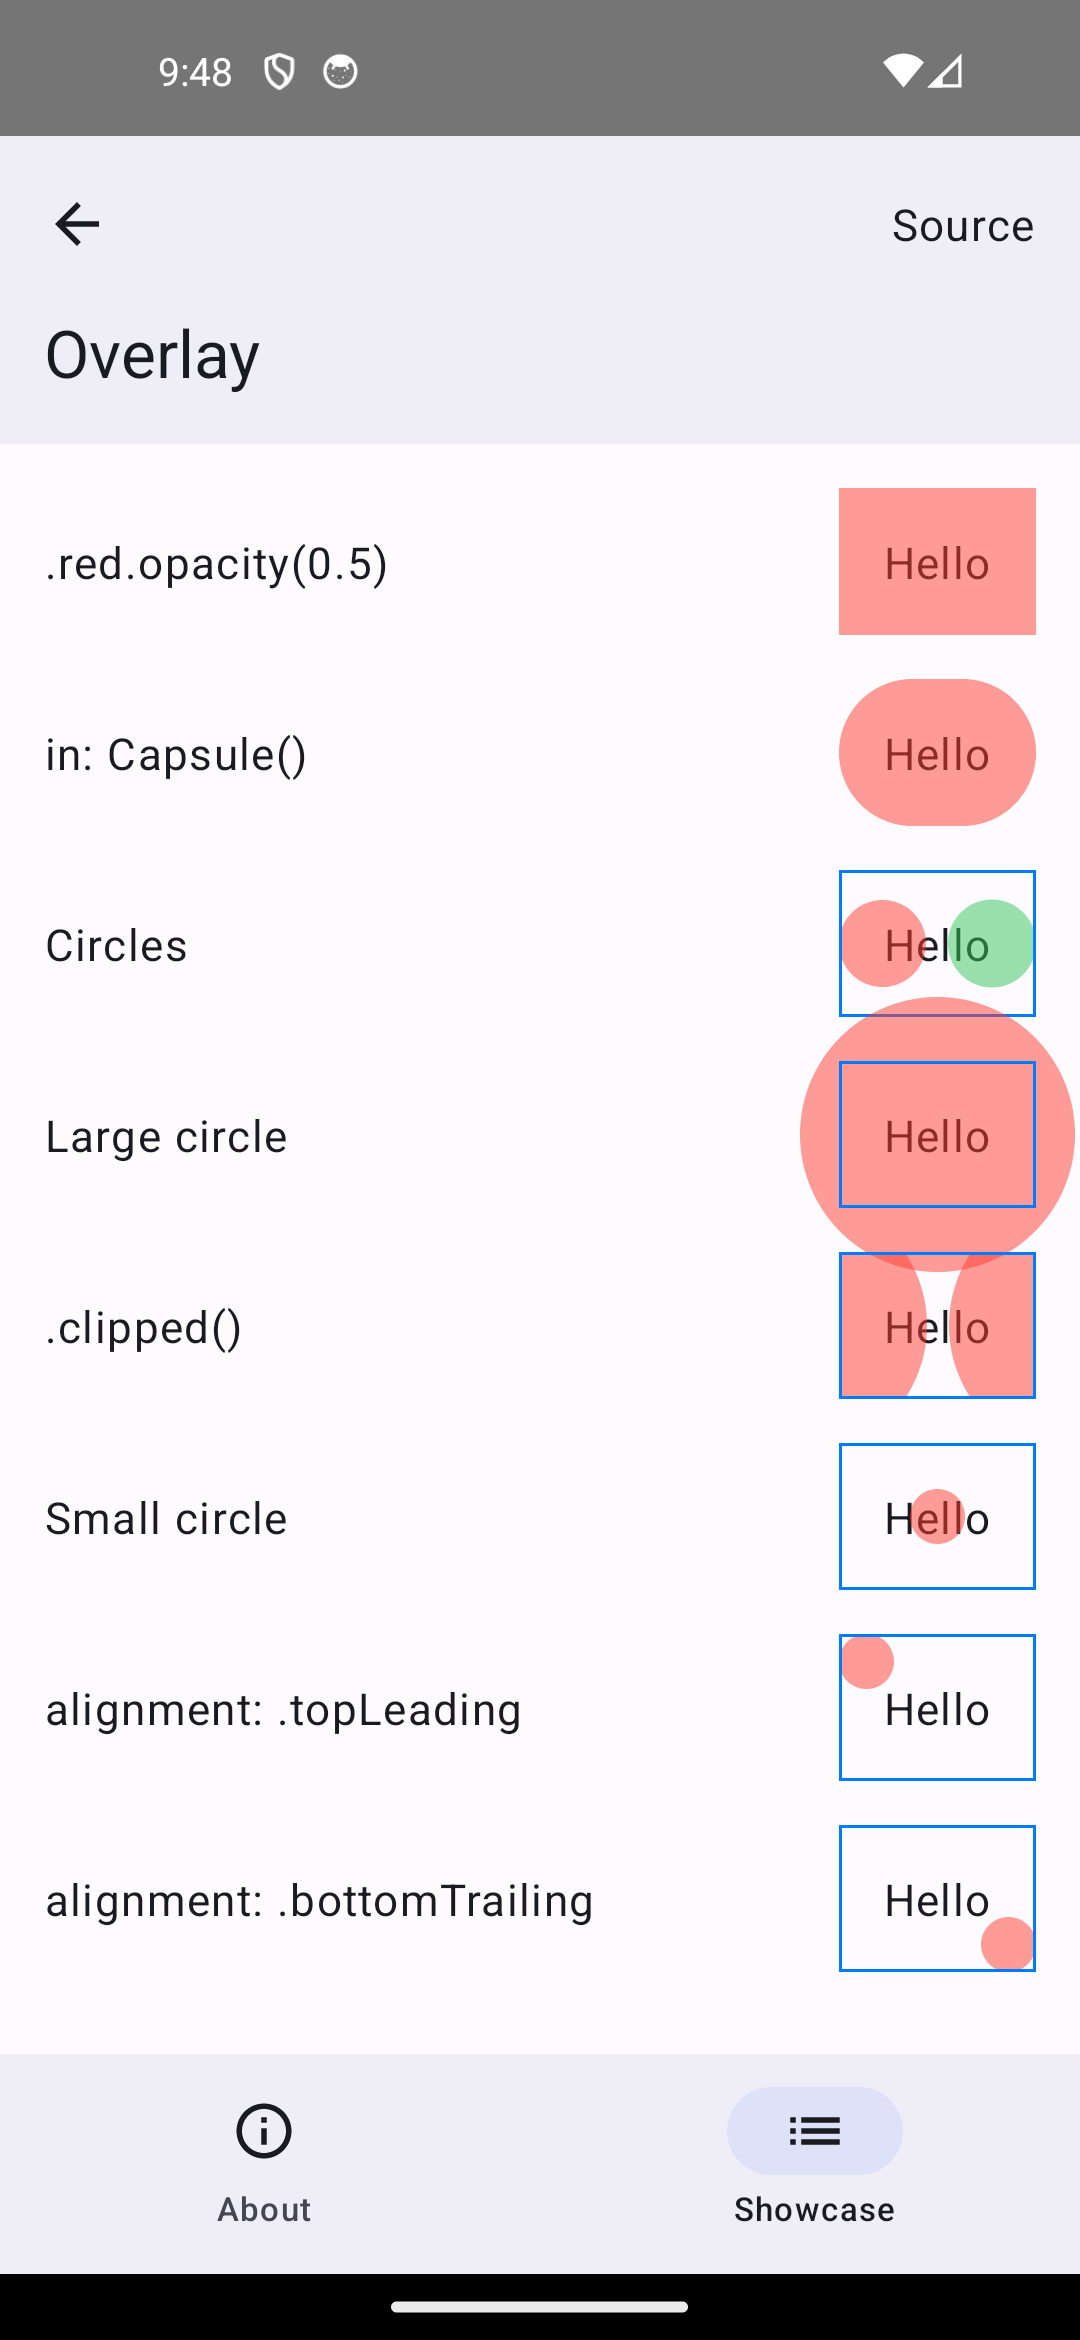 9:48
Source
Overlay
.red.opacity(0.5) Hello
in: Capsule() Hello
Circles Hello
Large circle Hello
.clipped() Hello
Small circle Hello
alignment: .topLeading Hello
alignment: .bottomTrailing Hello
About Showcase